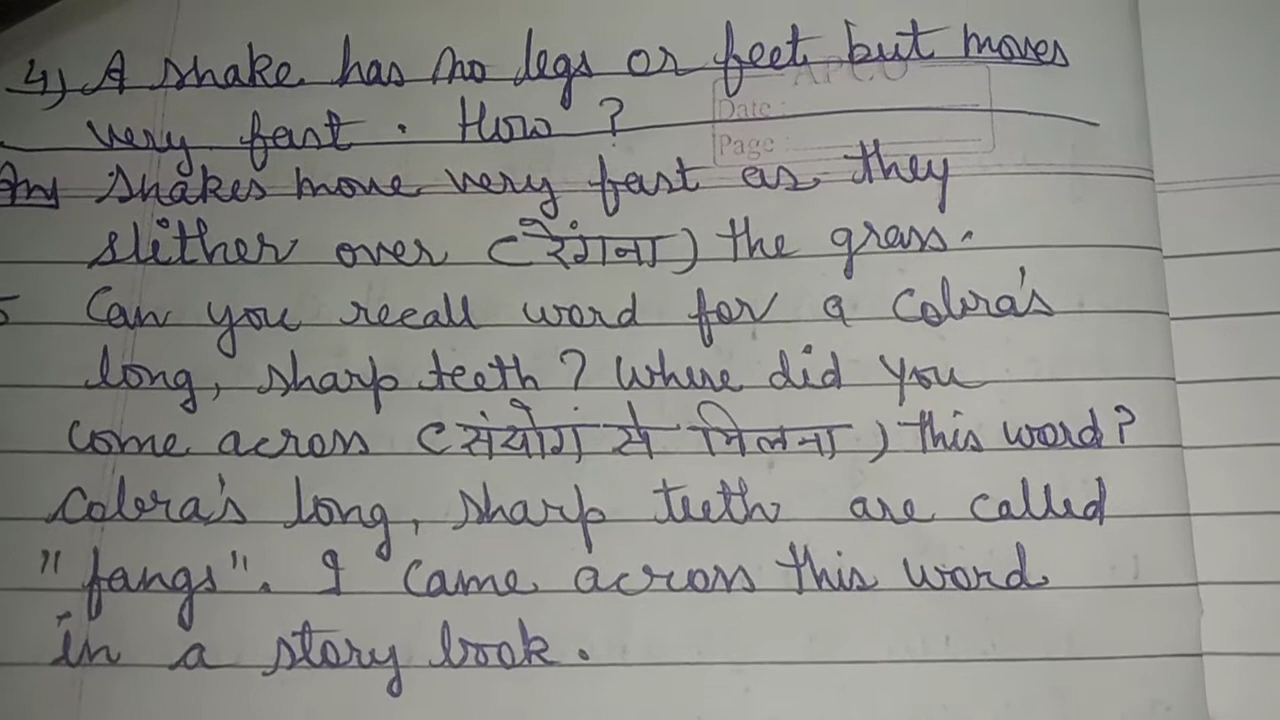 4) A snake has no legs or feet, but moves
very fast. How?
Date :
Page :
Ans Snakes move very fast as they
slither over (रेंगना) the grass.
5 Can you recall word for a Cobra's
long, sharp teeth? Where did you
come across (संयोग से मिलना) this word?
Cobra's long, sharp teeth are called
"fangs". I came across this word
in a story book.